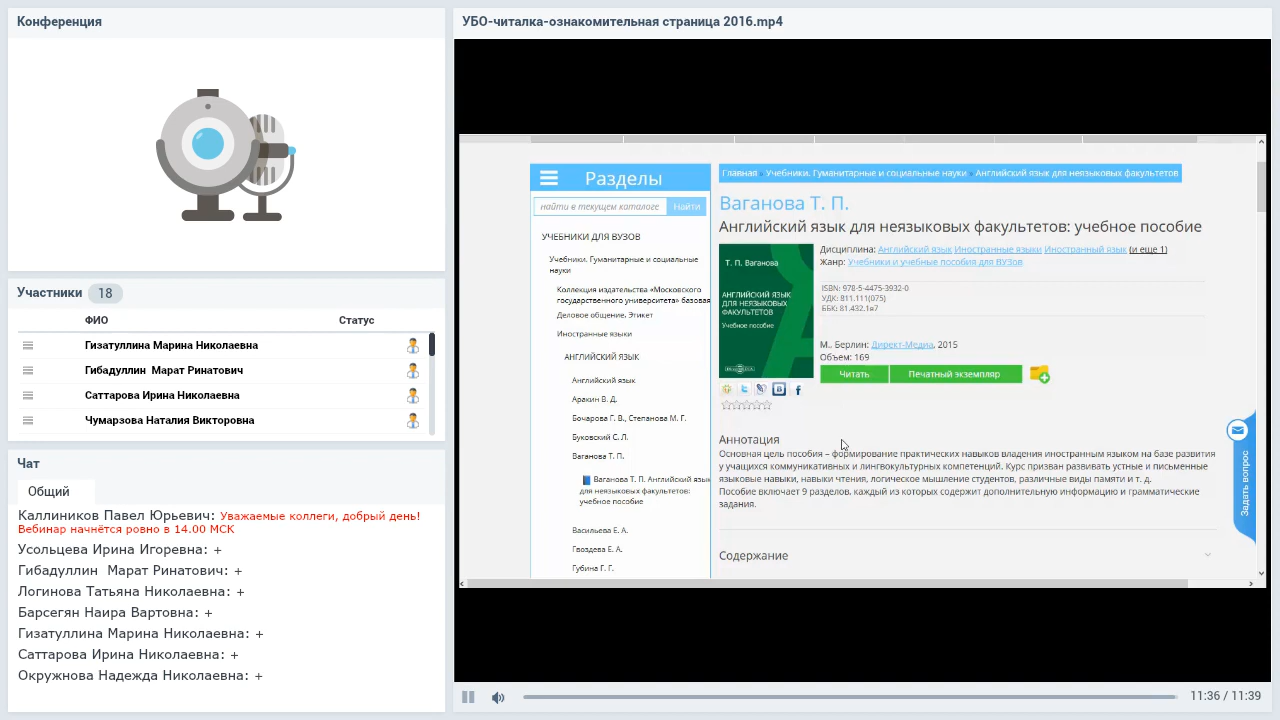 Конференция
Участники 18
ФИО Статус
Гизатуллина Марина Николаевна
Гибадуллин Марат Ринатович
Саттарова Ирина Николаевна
Чумарзова Наталия Викторовна
Чат
Общий
Заллиников Павел Юрьевич: Уважаемые коллеги, добрый день!
Вебинар начнётся ровно в 14.00 МСК
Усольцева Ирина Игоревна: +
Гибадуллин Марат Ринатович: +
Логинова Татьяна Николаевна: +
Барсегян Наира Вартовна: +
Гизатуллина Марина Николаевна: +
Саттарова Ирина Николаевна: +
Окружнова Надежда Николаевна: +
УБО-читалка-ознакомительная страница 2016.mp4
Разделы
найти в текущем каталоге Найти
УЧЕБНИКИ ДЛЯ ВУЗОВ
Учебники. Гуманитарные и социальные
науки
Коллекция издательства «Московского
государственного университета» базовая
Деловое общение. Этикет
Иностранные языки
АНГЛИЙСКИЙ ЯЗЫК
Английский язык
Аракин В. Д.
Бочарова Г. В., Степанова М. Г.
Буковский С. Л.
Ваганова Т. П.
Ваганова Т. П. Английский язык
для неязыковых факультетов:
учебное пособие
Васильева Е. А.
Гвоздева Е. А.
Губина Г. Г.
Главная » Учебники. Гуманитарные и социальные науки » Английский язык для неязыковых факультетов
Ваганова Т. П.
Английский язык для неязыковых факультетов: учебное пособие
Т. П. Ваганова
АНГЛИЙСКИЙ ЯЗЫК
ДЛЯ НЕЯЗЫКОВЫХ
ФАКУЛЬТЕТОВ
Учебное пособие
Дисциплина: Английский язык Иностранные языки Иностранный язык (и еще 1)
Жанр: Учебники и учебные пособия для ВУЗов
ISBN: 978-5-4475-3932-0
УДК: 811.111(075)
ББК: 81.432.1я7
М., Берлин: Директ-Медиа, 2015
Объем: 169
Читать Печатный экземпляр
Аннотация
Основная цель пособия – формирование практических навыков владения иностранным языком на базе развития
у учащихся коммуникативных и лингвокультурных компетенций. Курс призван развивать устные и письменные
языковые навыки, навыки чтения, логическое мышление студентов, различные виды памяти и т. д.
Пособие включает 9 разделов, каждый из которых содержит дополнительную информацию и грамматические
задания.
Содержание
Задать вопрос
11:36 / 11:39